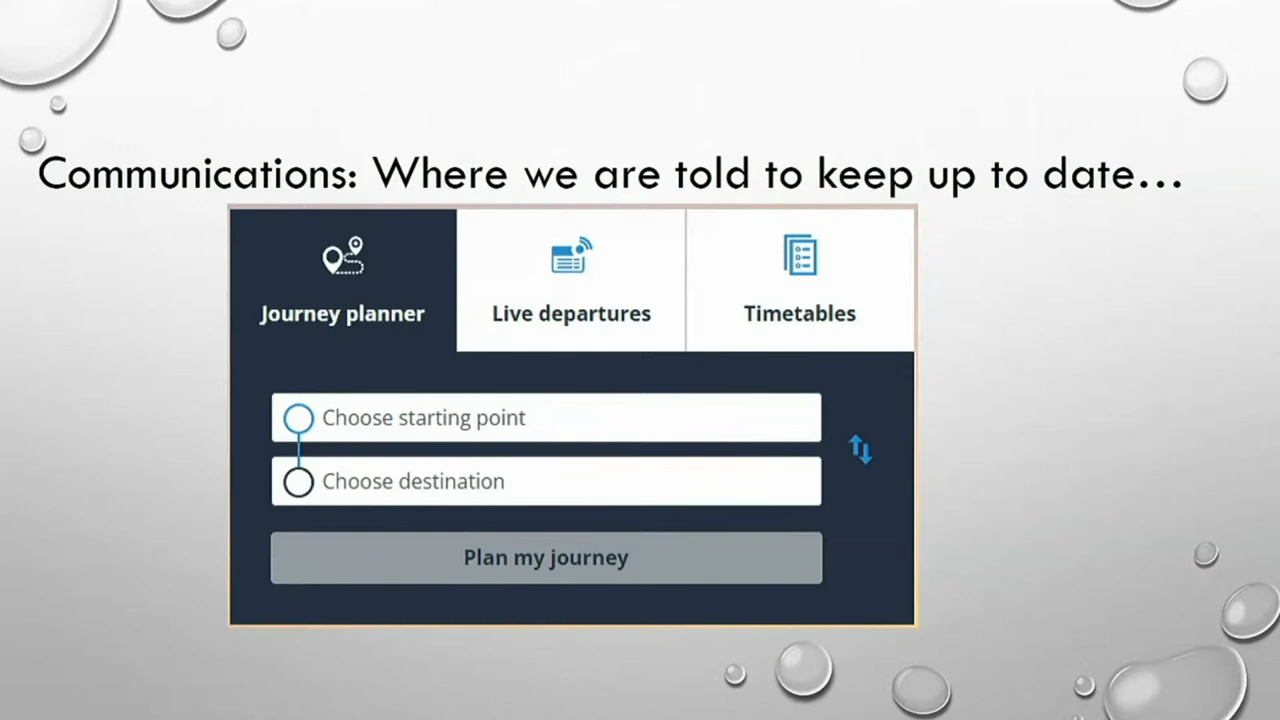 Communications: Where we are told to keep up to date...
Journey planner
Live departures
Timetables
Choose starting point
Choose destination
Plan my journey